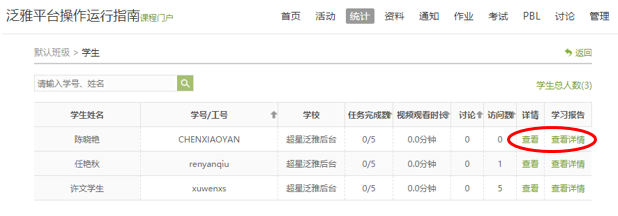 泛雅平台操作运行指南课程门户 首页 活动 统计 资料 通知 作业 考试 PBL 讨论 管理
默认班级 > 学生 返回
请输入学号、姓名 学生总人数(3)
学生姓名 学号/工号 学校 任务完成数 视频观看时长 讨论 访问数 详情 学习报告
陈晓艳 CHENXIAOYAN 超星泛雅后台 0/5 0.0分钟 0 0 查看 查看详情
任艳秋 renyanqiu 超星泛雅后台 0/5 0.0分钟 0 1 查看 查看详情
许文学生 xuwenxs 超星泛雅后台 0/5 0.0分钟 0 5 查看 查看详情